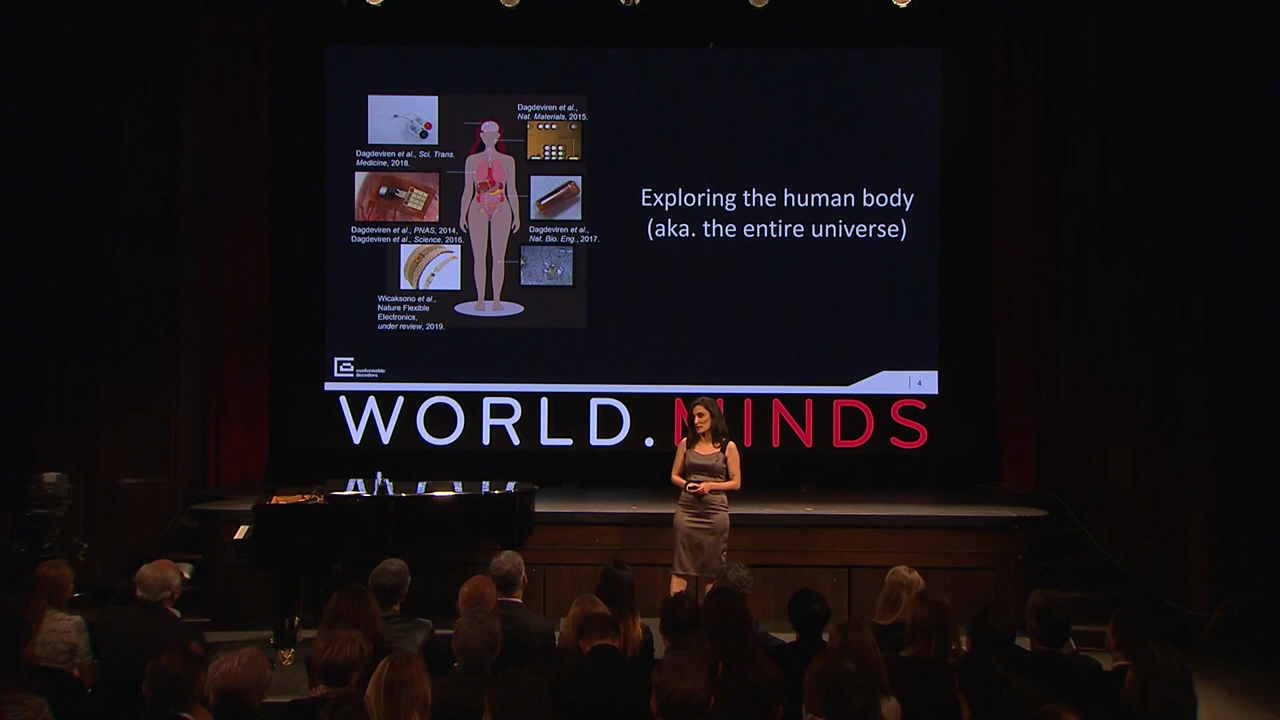 Dagdeviren et al.,
Nat. Materials, 2015.
Dagdeviren et al., Sci. Trans.
Medicine, 2018.
Dagdeviren et al., PNAS, 2014,
Dagdeviren et al., Science, 2016.
Dagdeviren et al.,
Nat. Bio. Eng., 2017.
Wicaksono et al.,
Nature Flexible
Electronics,
under review, 2019.
Exploring the human body
(aka. the entire universe)
conformable
decoders
4
WORLD.MINDS